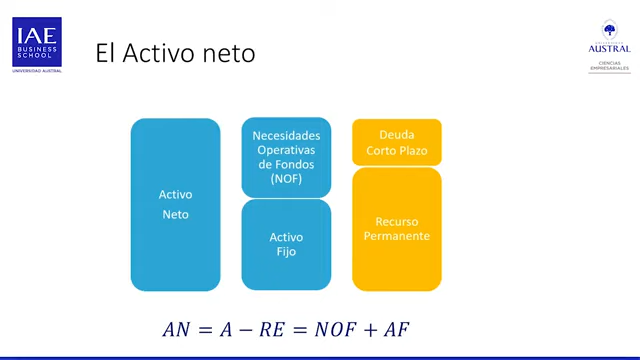 IAE
BUSINESS
SCHOOL
UNIVERSIDAD AUSTRAL
El Activo neto
UNIVERSIDAD
AUSTRAL
CIENCIAS
EMPRESARIALES
Activo
Neto
Necesidades
Operativas
de Fondos
(NOF)
Activo
Fijo
Deuda
Corto Plazo
Recurso
Permanente
AN = A − RE = NOF + AF